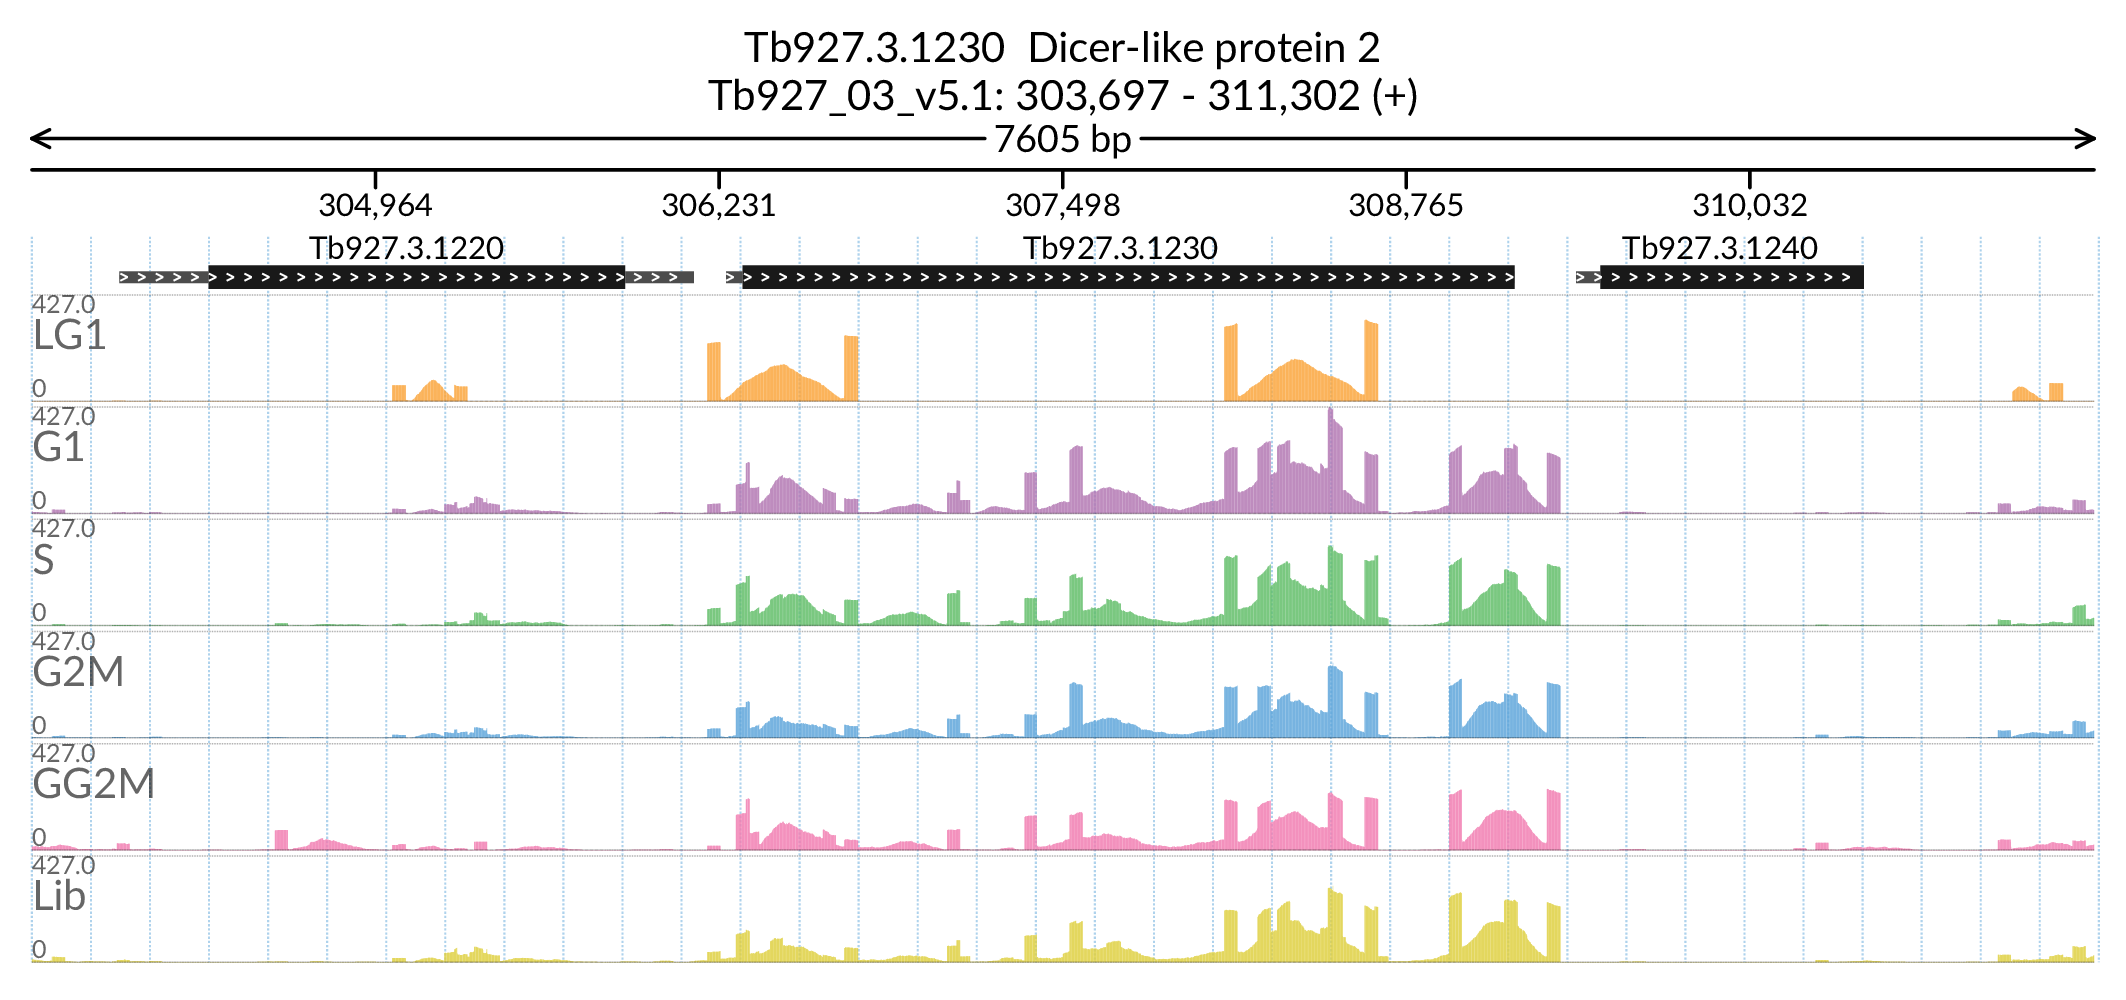 Tb927.3.1230 Dicer-like protein 2
Tb927_03_v5.1: 303,697 - 311,302 (+)
7605 bp
304,964 306,231 307,498 308,765 310,032
Tb927.3.1220 Tb927.3.1230 Tb927.3.1240
427.0
LG1
0
427.0
G1
0
427.0
S
0
427.0
G2M
0
427.0
GG2M
0
427.0
Lib
0